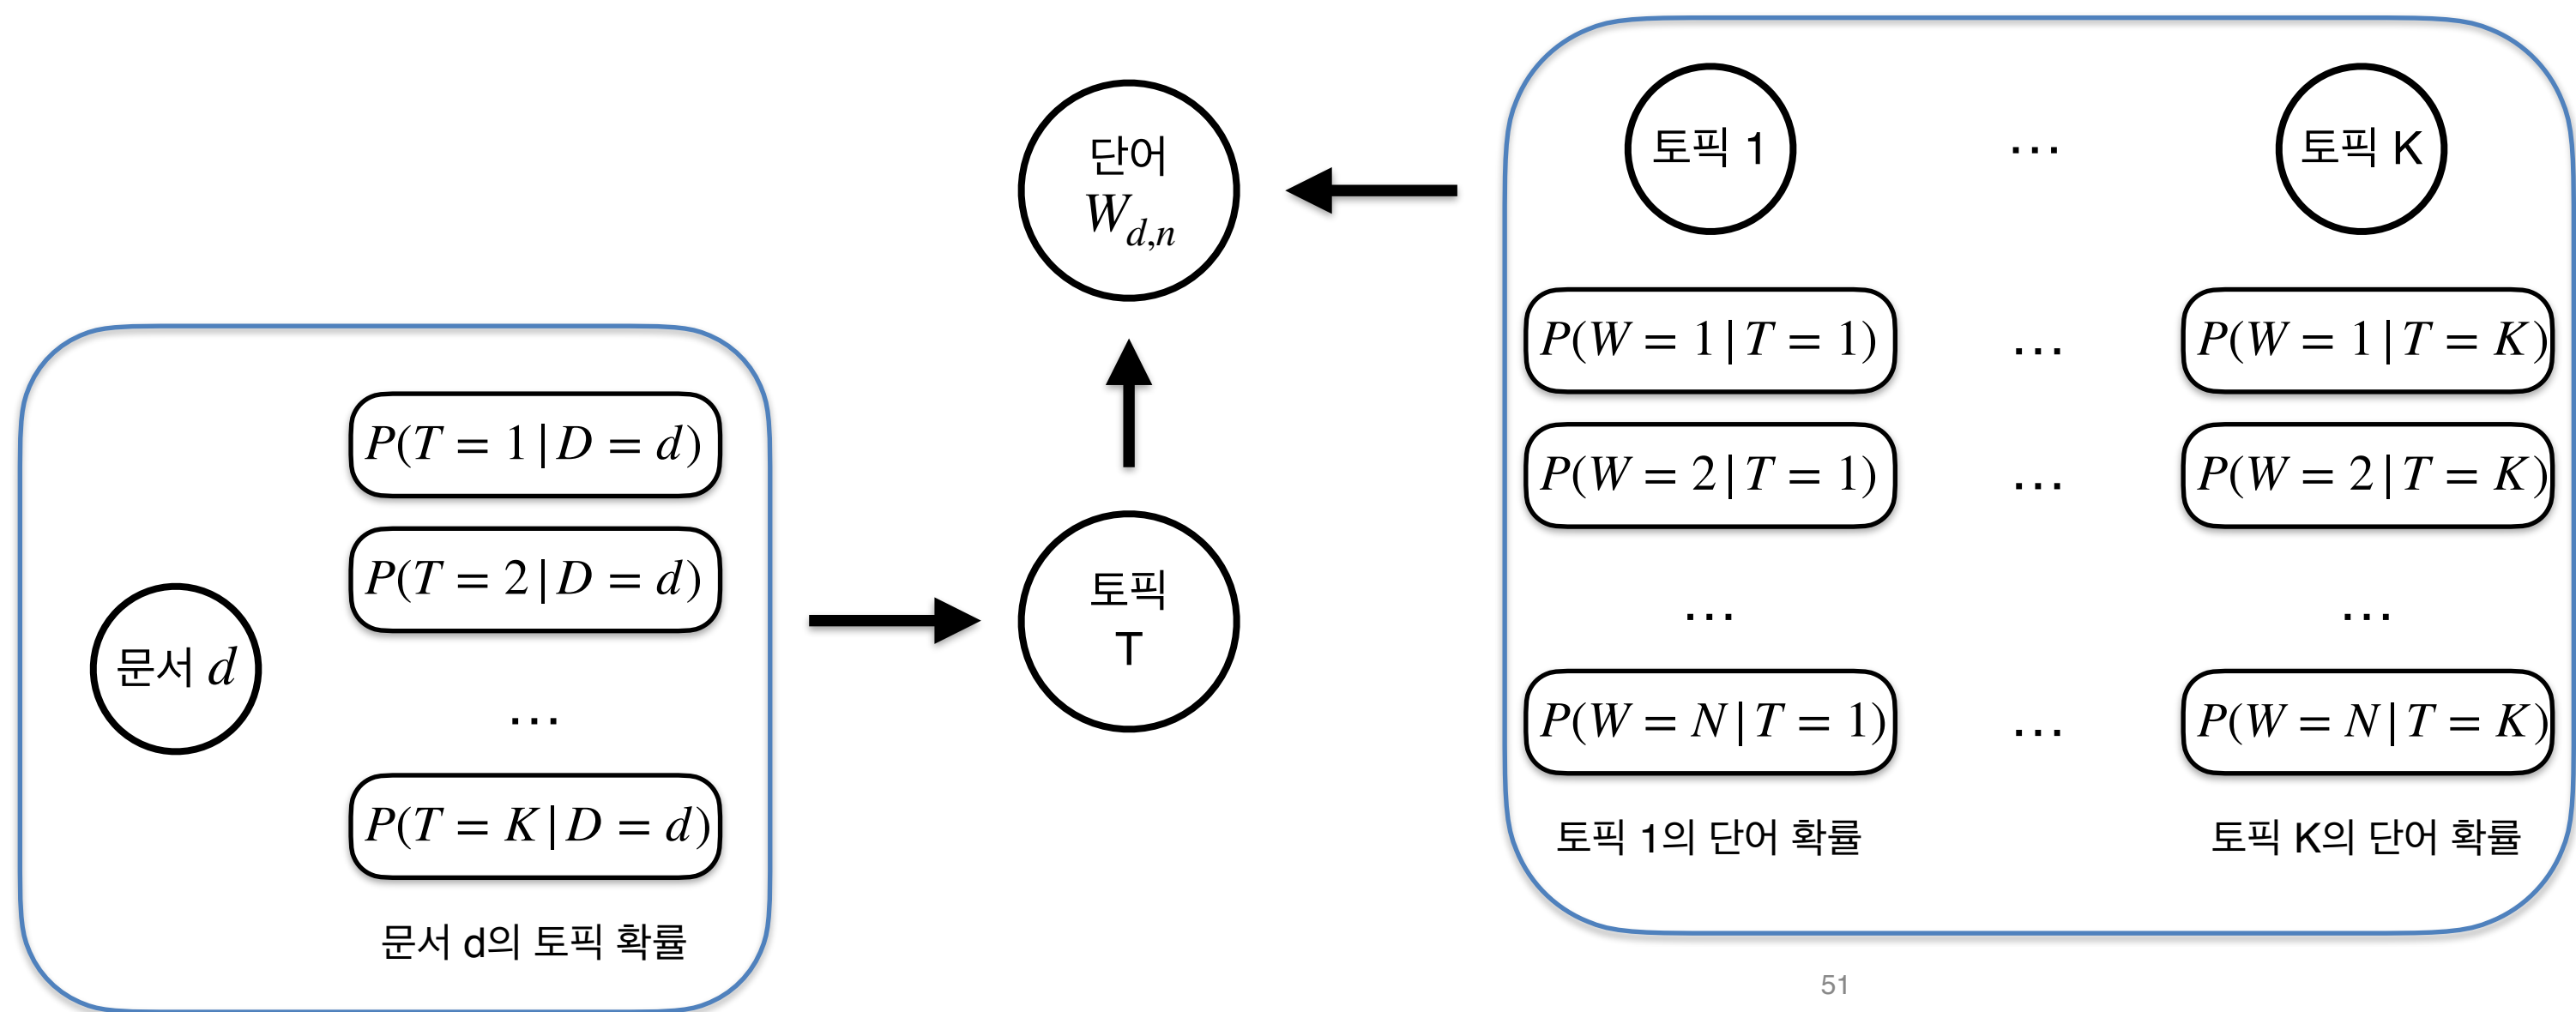 단어
W_{d,n}
토픽 1
…
토픽 K
P(W = 1 | T = 1)
…
P(W = 1 | T = K)
P(W = 2 | T = 1)
…
P(W = 2 | T = K)
…
…
P(W = N | T = 1)
…
P(W = N | T = K)
토픽 1의 단어 확률
토픽 K의 단어 확률
문서 d
P(T = 1 | D = d)
P(T = 2 | D = d)
…
P(T = K | D = d)
문서 d의 토픽 확률
토픽
T
51